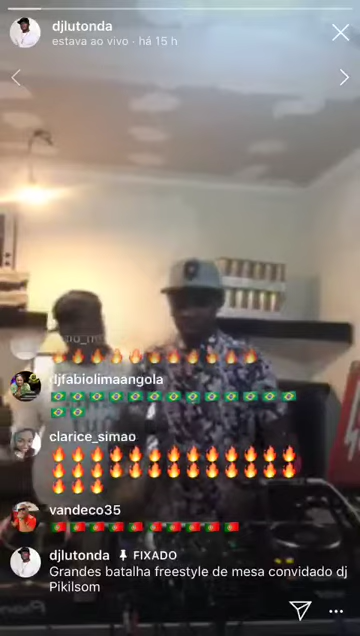 djlutonda
estava ao vivo · há 15 h
djfabiolimaangola
🇧🇷🇧🇷🇧🇷🇧🇷🇧🇷🇧🇷🇧🇷🇧🇷🇧🇷🇧🇷🇧🇷🇧🇷🇧🇷
🇧🇷🇧🇷
clarice_simao
🔥🔥🔥🔥🔥🔥🔥🔥🔥🔥🔥🔥🔥
🔥🔥🔥🔥🔥🔥🔥🔥🔥🔥🔥🔥🔥
🔥🔥🔥
vandeco35
🇵🇹🇵🇹🇵🇹🇵🇹🇵🇹🇵🇹🇵🇹🇵🇹🇵🇹🇵🇹
djlutonda FIXADO
Grandes batalha freestyle de mesa convidado dj
Pikilsom